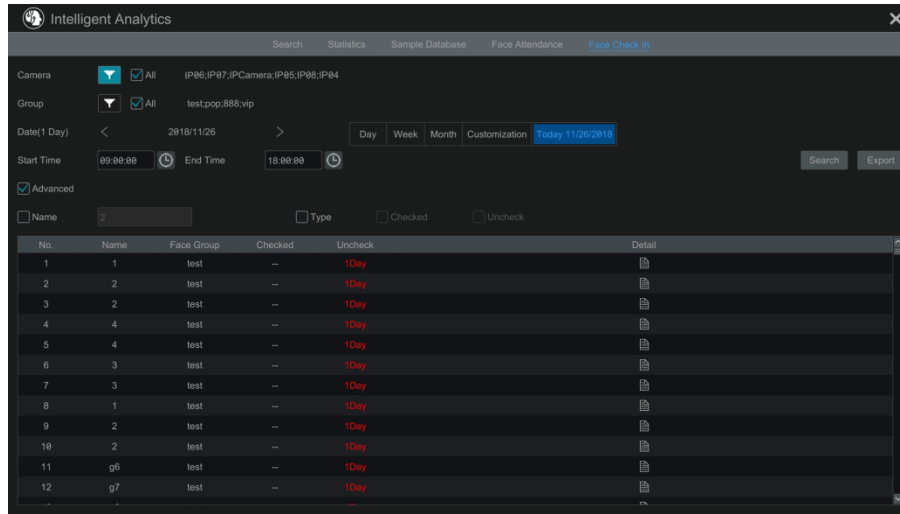 Intelligent Analytics
Search Statistics Sample Database Face Attendance Face Check In
Camera All IP06;IP07;IPCamera;IP05;IP08;IP04
Group All test;pop;888;vip
Date(1 Day) < 2018/11/26 > Day Week Month Customization Today 11/26/2018
Start Time 09:00:00 End Time 18:00:00 Search Export
Advanced
Name 2 Type Checked Uncheck
No. Name Face Group Checked Uncheck Detail
1 1 test -- 1Day
2 2 test -- 1Day
3 2 test -- 1Day
4 4 test -- 1Day
5 4 test -- 1Day
6 3 test -- 1Day
7 3 test -- 1Day
8 1 test -- 1Day
9 2 test -- 1Day
10 2 test -- 1Day
11 g6 test -- 1Day
12 g7 test -- 1Day